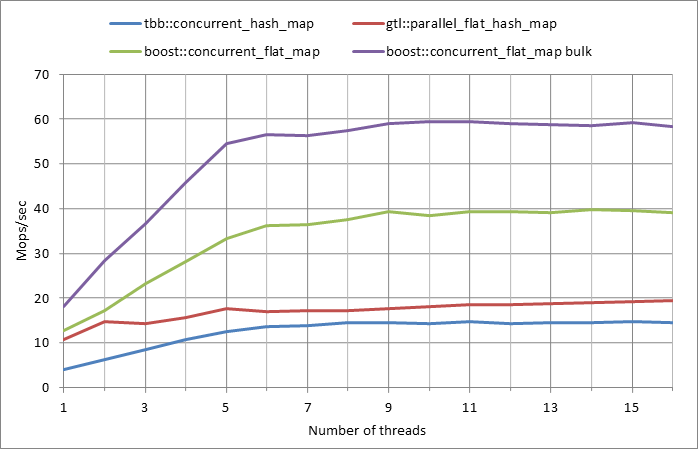 tbb::concurrent_hash_map gtl::parallel_flat_hash_map
boost::concurrent_flat_map boost::concurrent_flat_map bulk
70
60
50
40
30
20
10
0
Mops/sec
1 3 5 7 9 11 13 15
Number of threads